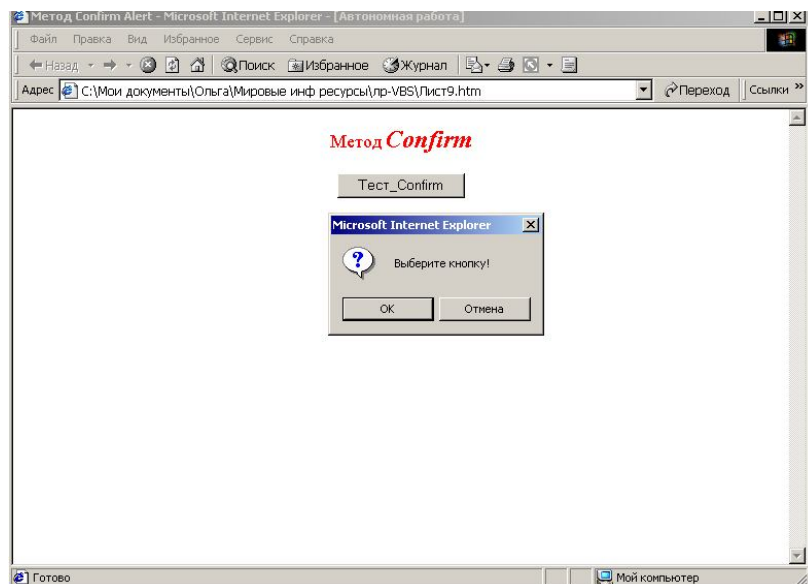 Метод Confirm Alert - Microsoft Internet Explorer - [Автономная работа]
Файл Правка Вид Избранное Сервис Справка
Назад Поиск Избранное Журнал
Адрес C:\Мои документы\Ольга\Мировые инф ресурсы\пр-VBS\Лист9.htm Переход Ссылки »
Метод Confirm
Тест_Confirm
Microsoft Internet Explorer
Выберите кнопку!
OK Отмена
Готово Мой компьютер